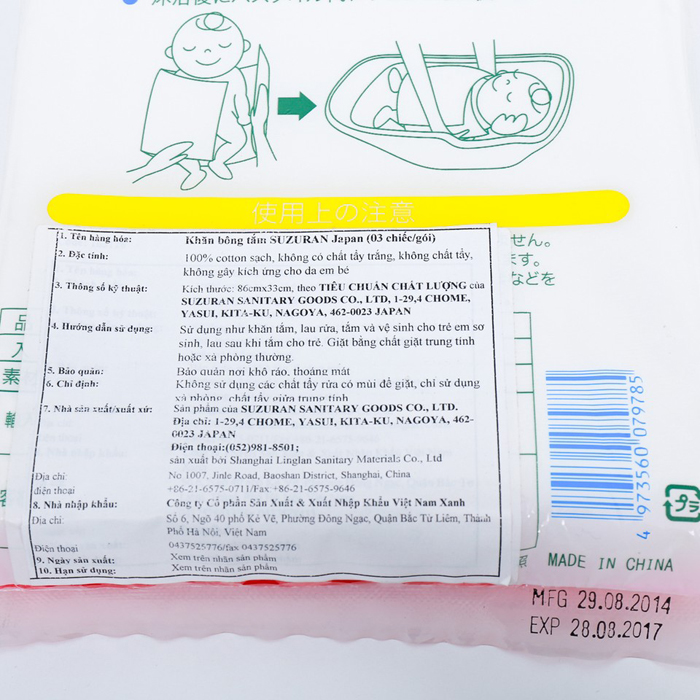 使用上の注意
せん。
ます。
などを
1. Tên hàng hóa: Khăn bông tắm SUZURAN Japan (03 chiếc/gói)
2. Đặc tính: 100% cotton sạch, không có chất tẩy trắng, không chất tẩy,
không gây kích ứng cho da em bé
3. Thông số kỹ thuật: Kích thước: 86cmx33cm, theo TIÊU CHUẨN CHẤT LƯỢNG của
SUZURAN SANITARY GOODS CO., LTD, 1-29,4 CHOME,
YASUI, KITA-KU, NAGOYA, 462-0023 JAPAN
4. Hướng dẫn sử dụng: Sử dụng như khăn tắm, lau rửa, tắm và vệ sinh cho trẻ em sơ
sinh, lau sau khi tắm cho trẻ. Giặt bằng chất giặt trung tính
hoặc xà phòng thường.
5. Bảo quản: Bảo quản nơi khô ráo, thoáng mát
6. Chỉ định: Không sử dụng các chất tẩy rửa có mùi để giặt, chỉ sử dụng
xà phòng, chất tẩy giữa trung tính
7. Nhà sản xuất/xuất xứ: Sản phẩm của SUZURAN SANITARY GOODS CO., LTD.
Địa chỉ: 1-29,4 CHOME, YASUI, KITA-KU, NAGOYA, 462-
0023 JAPAN
Điện thoại:(052)981-8501;
sản xuất bởi Shanghai Linglan Sanitary Materials Co., Ltd
Địa chỉ: No 1007, Jinle Road, Baoshan District, Shanghai, China
điện thoại +86-21-6575-0711/Fax +86-21-6575-9646
8. Nhà nhập khẩu: Công ty Cổ phần Sản Xuất & Xuất Nhập Khẩu Việt Nam Xanh
Địa chỉ: Số 6, Ngõ 40 phố Kẻ Vẽ, Phường Đông Ngạc, Quận Bắc Từ Liêm, Thành
Phố Hà Nội, Việt Nam
Điện thoại 0437525776/fax 0437525776
9. Ngày sản xuất: Xem trên nhãn sản phẩm
10. Hạn sử dụng: Xem trên nhãn sản phẩm
4 973560 079785
プラ
MADE IN CHINA
MFG 29.08.2014
EXP 28.08.2017